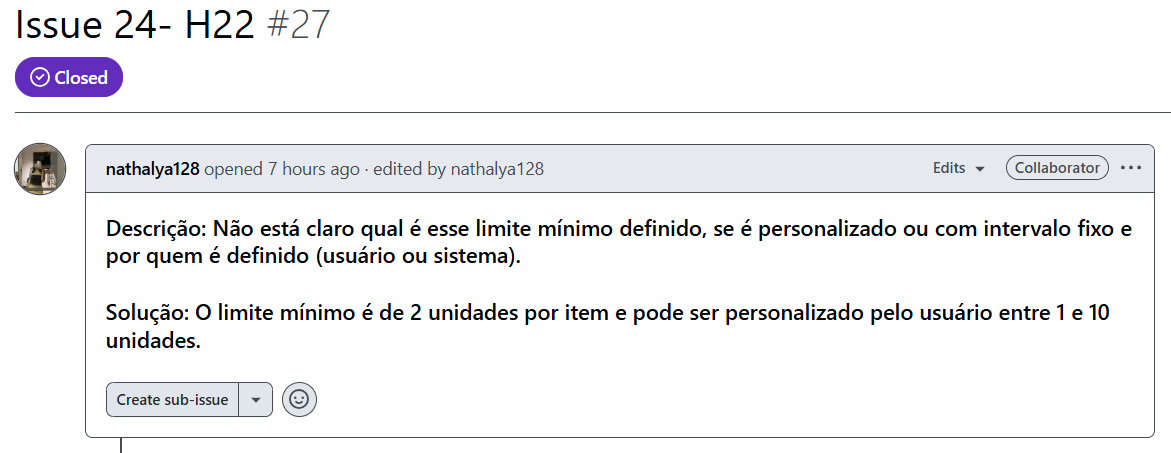 Issue 24- H22 #27
Closed
nathalya128 opened 7 hours ago · edited by nathalya128 Edits Collaborator
Descrição: Não está claro qual é esse limite mínimo definido, se é personalizado ou com intervalo fixo e
por quem é definido (usuário ou sistema).
Solução: O limite mínimo é de 2 unidades por item e pode ser personalizado pelo usuário entre 1 e 10
unidades.
Create sub-issue